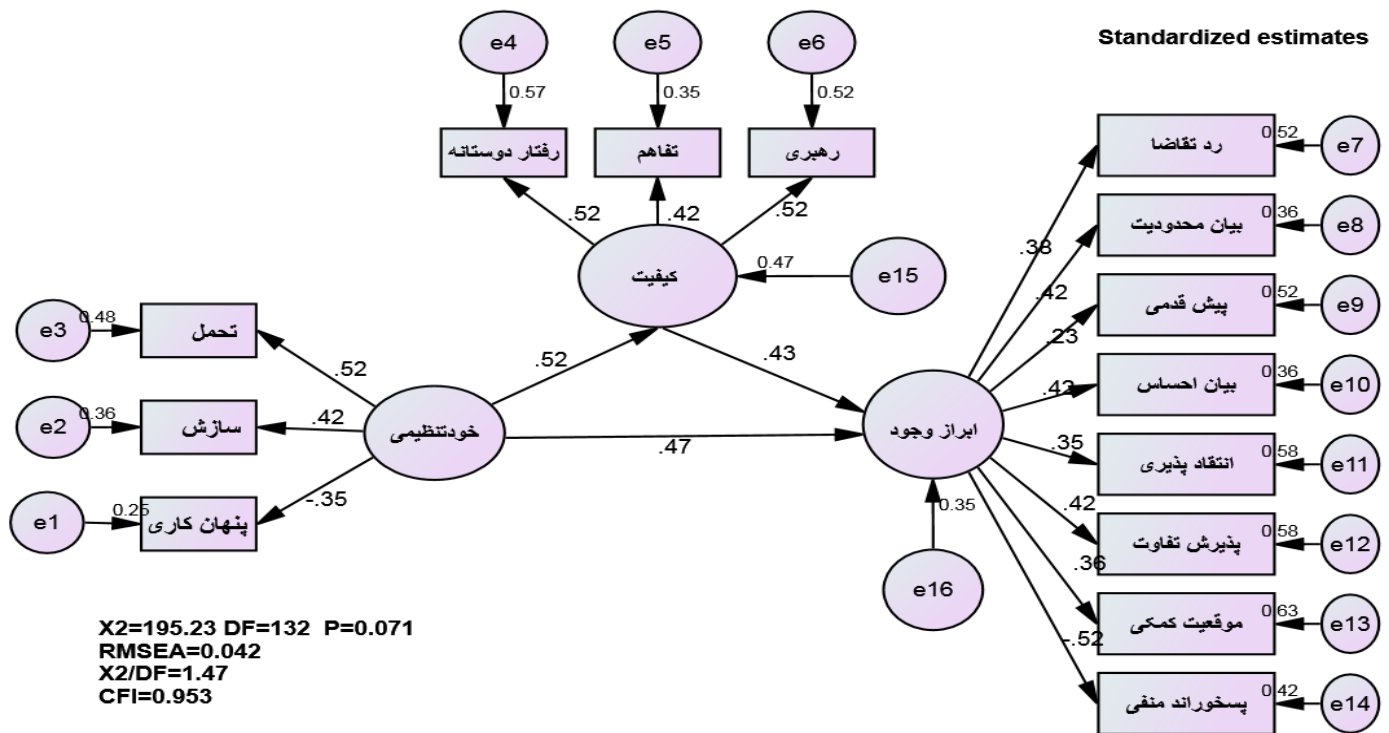 Standardized estimates
e4
e5
e6
0.57
0.35
0.52
رفتار دوستانه
تفاهم
رهبری
.52
.42
.52
کیفیت
0.47
e15
e3
0.48
تحمل
.52
e2
0.36
سازش
.42
e1
0.25
پنهان کاری
-.35
خودتنظیمی
.52
.43
.47
ابراز وجود
0.35
e16
.38
رد تقاضا
0.52
e7
.42
بیان محدودیت
0.36
e8
.23
پیش قدمی
0.52
e9
بیان احساس
0.36
e10
.35
انتقاد پذیری
0.58
e11
.42
پذیرش تفاوت
0.58
e12
.36
موقعیت کمکی
0.63
e13
-.52
پسخوراند منفی
0.42
e14
X2=195.23 DF=132 P=0.071
RMSEA=0.042
X2/DF=1.47
CFI=0.953